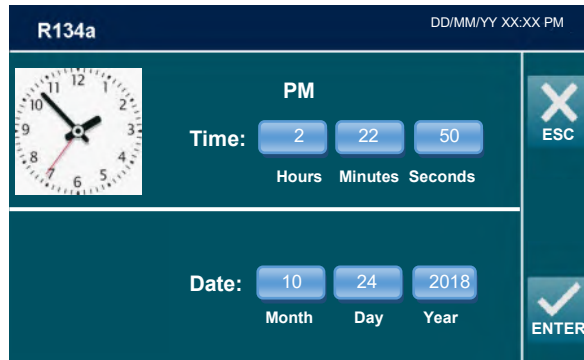 R134a
DD/MM/YY XX:XX PM
11 12 1
10 2
9 3
8 4
7 6 5
PM
Time: 2 22 50
Hours Minutes Seconds
ESC
Date: 10 24 2018
Month Day Year
ENTER